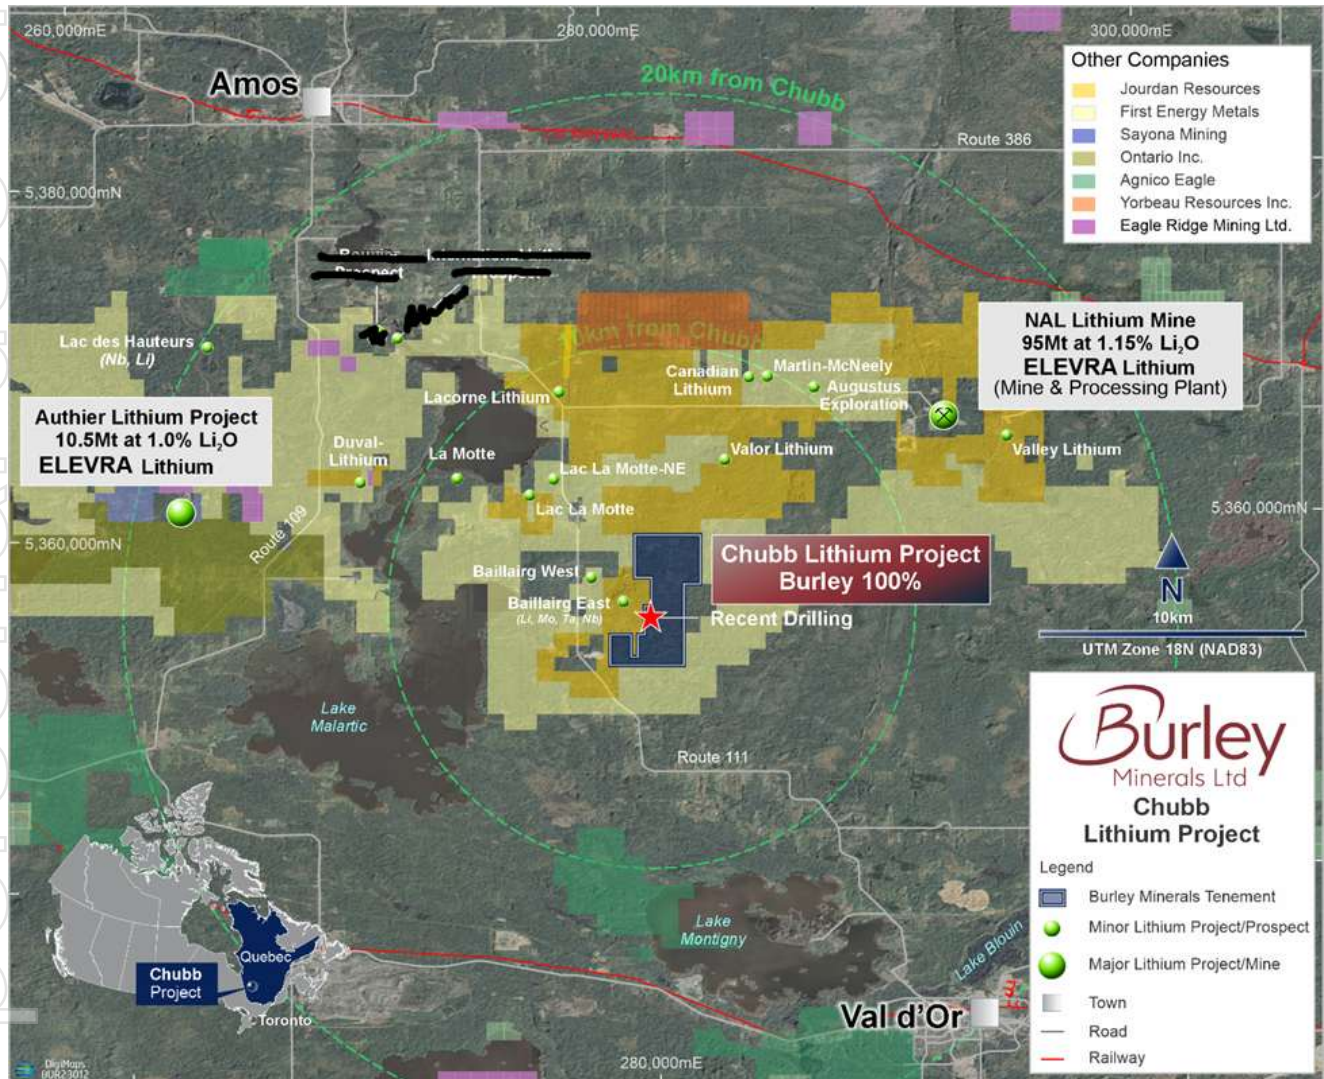 260,000mE
280,000mE
300,000mE
Amos
20km from Chubb
Route 386
5,380,000mN
Other Companies
Jourdan Resources
First Energy Metals
Sayona Mining
Ontario Inc.
Agnico Eagle
Yorbeau Resources Inc.
Eagle Ridge Mining Ltd.
Lac des Hauteurs
(Nb, Li)
10km from Chubb
Canadian
Lithium
Martin-McNeely
Augustus
Exploration
NAL Lithium Mine
95Mt at 1.15% Li₂O
ELEVRA Lithium
(Mine & Processing Plant)
Lacorne Lithium
Authier Lithium Project
10.5Mt at 1.0% Li₂O
ELEVRA Lithium
Duval-
Lithium
La Motte
Lac La Motte-NE
Lac La Motte
Valor Lithium
Valley Lithium
Route 109
5,360,000mN
5,360,000mN
Chubb Lithium Project
Burley 100%
Baillairg West
Baillairg East
(Li, Mo, Ta, Nb)
Recent Drilling
N
10km
UTM Zone 18N (NAD83)
Lake
Malartic
Route 111
Burley
Minerals Ltd
Chubb
Lithium Project
Legend
Burley Minerals Tenement
Minor Lithium Project/Prospect
Major Lithium Project/Mine
Town
Road
Railway
Lake
Montigny
Lake Blouin
Val d'Or
Quebec
Chubb
Project
Toronto
280,000mE
DigiMaps
BUR23012